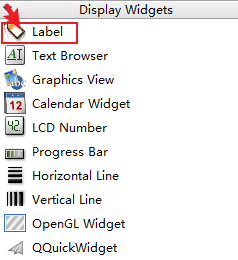 Display Widgets
Label
Text Browser
Graphics View
Calendar Widget
LCD Number
Progress Bar
Horizontal Line
Vertical Line
OpenGL Widget
QQuickWidget